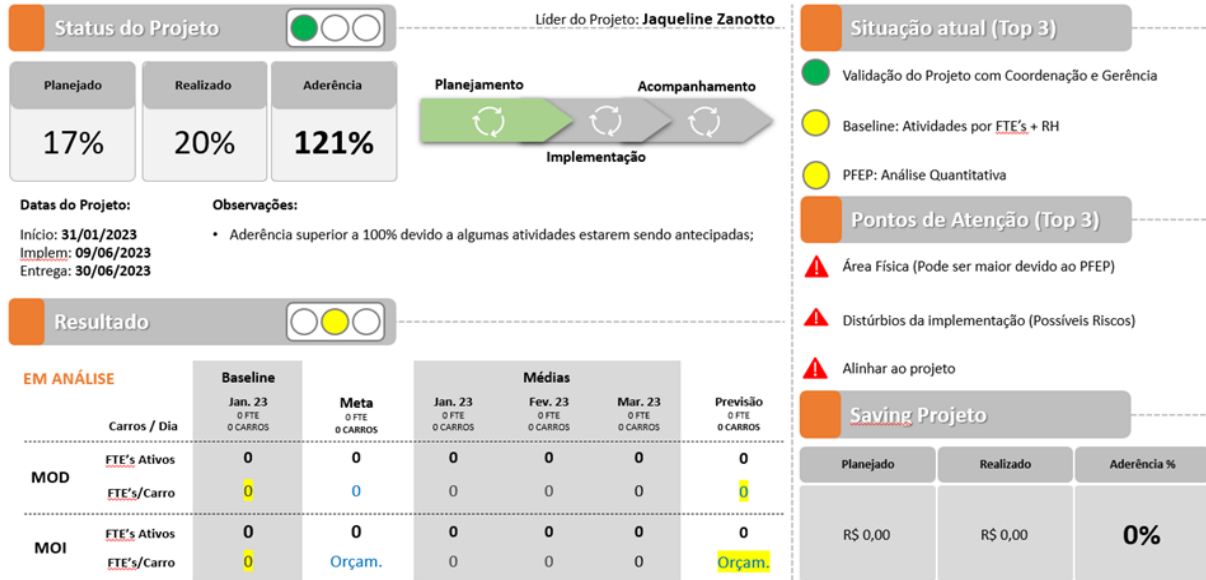 Status do Projeto
Líder do Projeto: Jaqueline Zanotto
Planejado Realizado Aderência
17% 20% 121%
Planejamento
Acompanhamento
Implementação
Datas do Projeto:
Início: 31/01/2023
Implem: 09/06/2023
Entrega: 30/06/2023
Observações:
• Aderência superior a 100% devido a algumas atividades estarem sendo antecipadas;
Resultado
EM ANÁLISE
Baseline Médias
Jan. 23 Meta Jan. 23 Fev. 23 Mar. 23 Previsão
0 FTE 0 FTE 0 FTE 0 FTE 0 FTE 0 FTE
Carros / Dia 0 CARROS 0 CARROS 0 CARROS 0 CARROS 0 CARROS 0 CARROS
MOD
FTE's Ativos 0 0 0 0 0 0
FTE's/Carro 0 0 0 0 0 0
MOI
FTE's Ativos 0 0 0 0 0 0
FTE's/Carro 0 Orçam. 0 0 0 Orçam.
Situação atual (Top 3)
Validação do Projeto com Coordenação e Gerência
Baseline: Atividades por FTE's + RH
PFEP: Análise Quantitativa
Pontos de Atenção (Top 3)
Área Física (Pode ser maior devido ao PFEP)
Distúrbios da implementação (Possíveis Riscos)
Alinhar ao projeto
Saving Projeto
Planejado Realizado Aderência %
R$ 0,00 R$ 0,00 0%